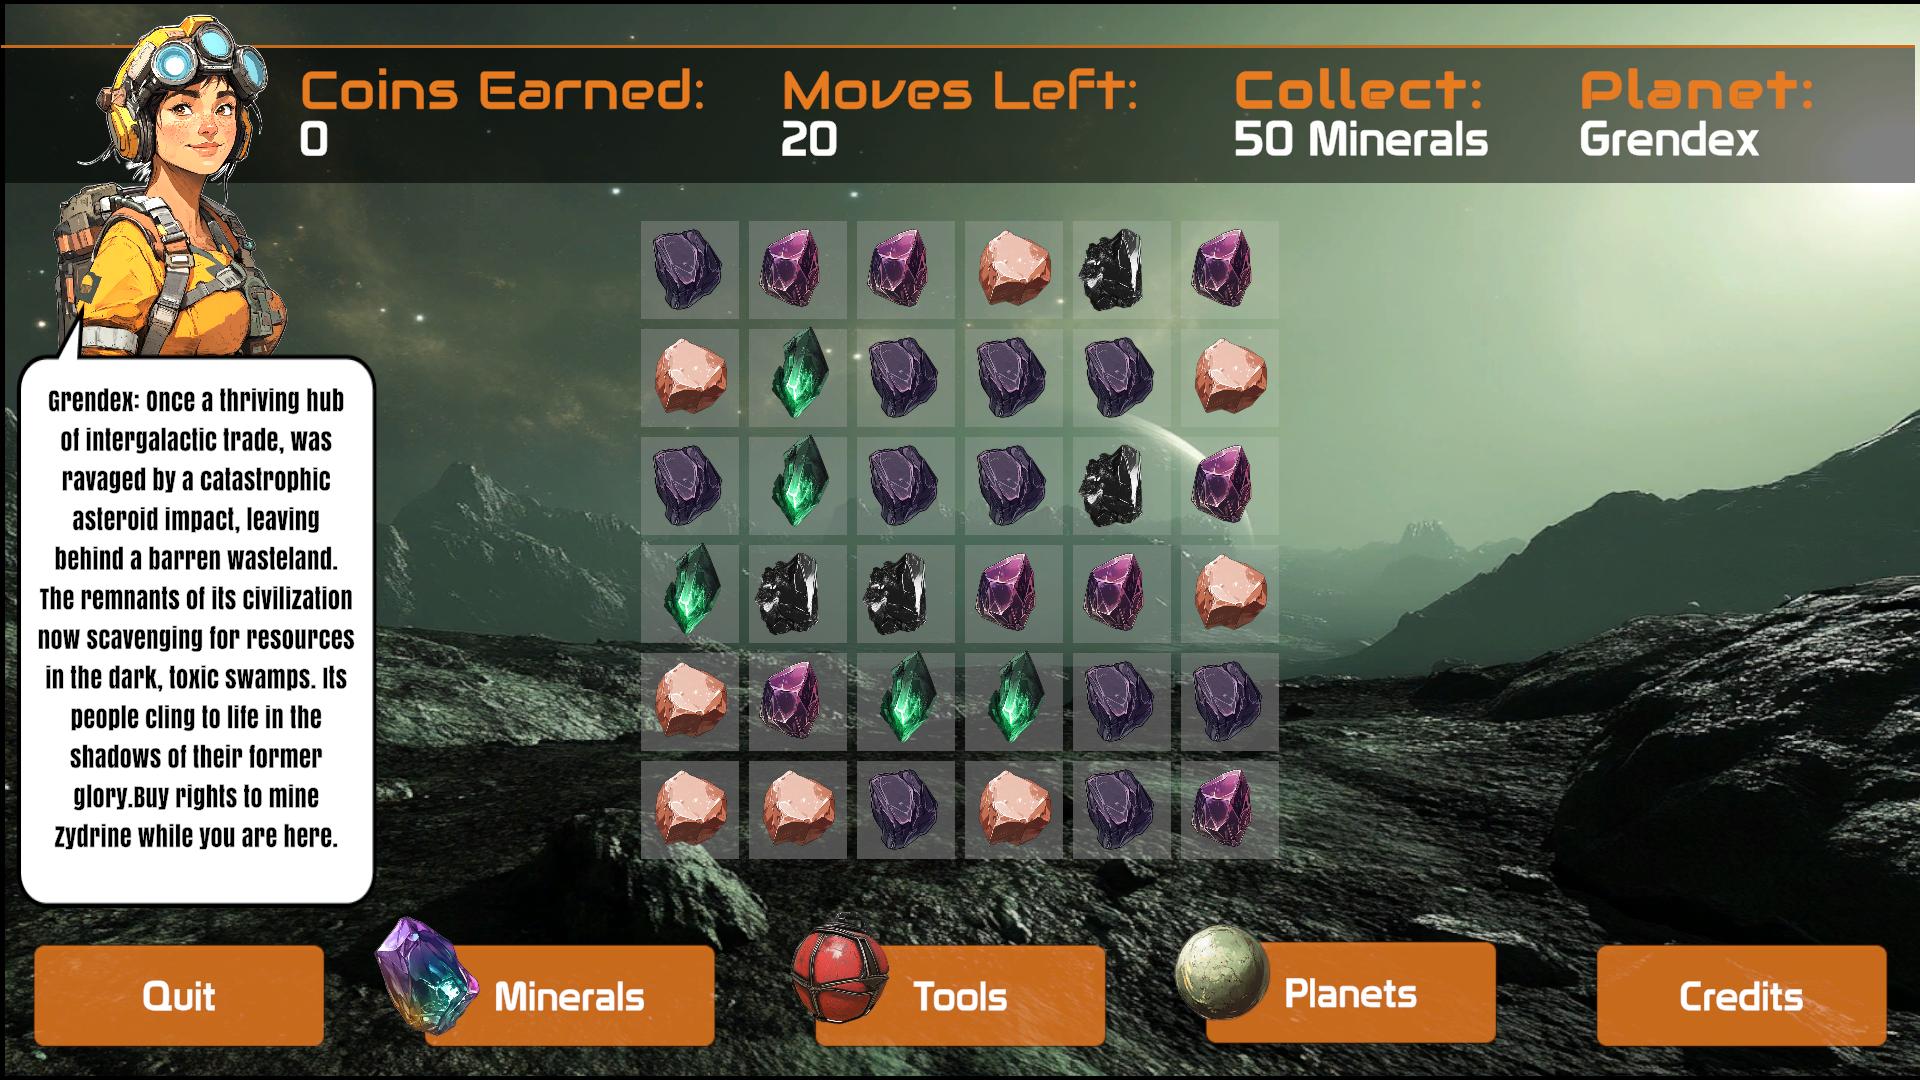 Coins Earned:
0
Moves Left:
20
Collect:
50 Minerals
Planet:
Grendex
Grendex: Once a thriving hub
of intergalactic trade, was
ravaged by a catastrophic
asteroid impact, leaving
behind a barren wasteland.
The remnants of its civilization
now scavenging for resources
in the dark, toxic swamps. Its
people cling to life in the
shadows of their former
glory.Buy rights to mine
Zydrine while you are here.
Quit
Minerals
Tools
Planets
Credits